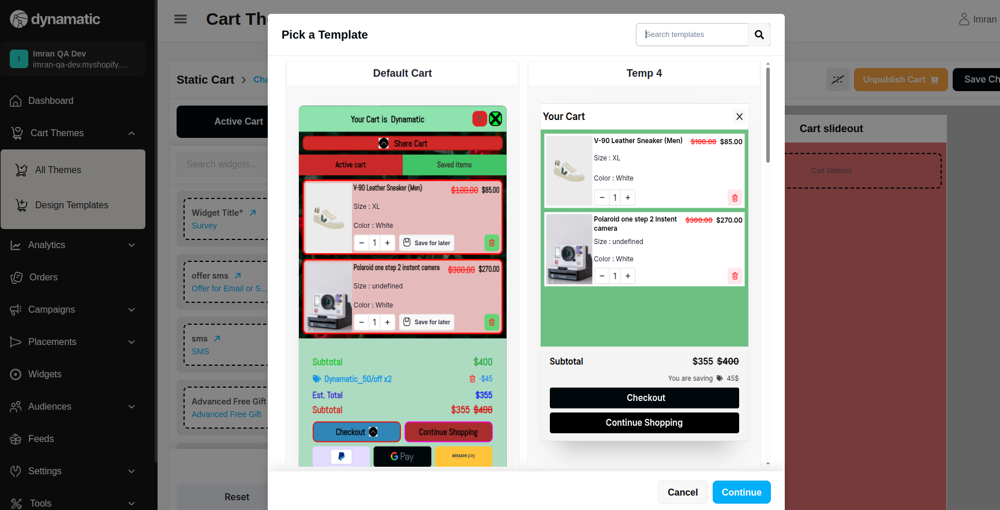 dynamatic
I
Imran QA Dev
imran-qa-dev.myshopify....
Dashboard
Cart Themes
All Themes
Design Templates
Analytics
Orders
Campaigns
Placements
Widgets
Audiences
Feeds
Settings
Tools
Cart The
Imran
Static Cart > Cha
Unpublish Cart
Save Ch
Active Cart
Search widgets...
Widget Title*
Survey
offer sms
Offer for Email or S...
sms
SMS
Advanced Free Gift
Advanced Free Gift
Reset
Cart slideout
Cart Slideout
Pick a Template
Search templates
Default Cart
Your Cart is Dynamatic
Share Cart
Active cart
Saved items
V-90 Leather Sneaker (Men)
$100.00 $85.00
Size : XL
Color : White
− 1 +
Save for later
Polaroid one step 2 instent camera
$300.00 $270.00
Size : undefined
Color : White
− 1 +
Save for later
Subtotal
$400
Dynamatic_50/off x2
-$45
Est. Total
$355
Subtotal
$355 $400
Checkout
Continue Shopping
G Pay
amazon pay
Temp 4
Your Cart
V-90 Leather Sneaker (Men)
$100.00 $85.00
Size : XL
Color : White
− 1 +
Polaroid one step 2 instent
camera
$300.00 $270.00
Size : undefined
Color : White
− 1 +
Subtotal
$355 $400
You are saving 45$
Checkout
Continue Shopping
Cancel
Continue